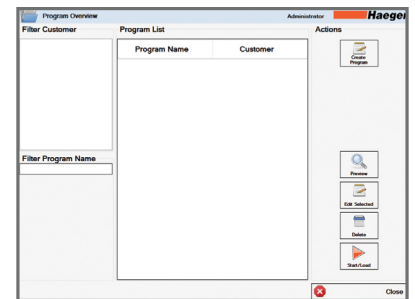 Program Overview
Administrator
Haeger
Filter Customer
Program List
Actions
Program Name
Customer
Create
Program
Filter Program Name
Preview
Edit Selected
Delete
Start/Load
Close